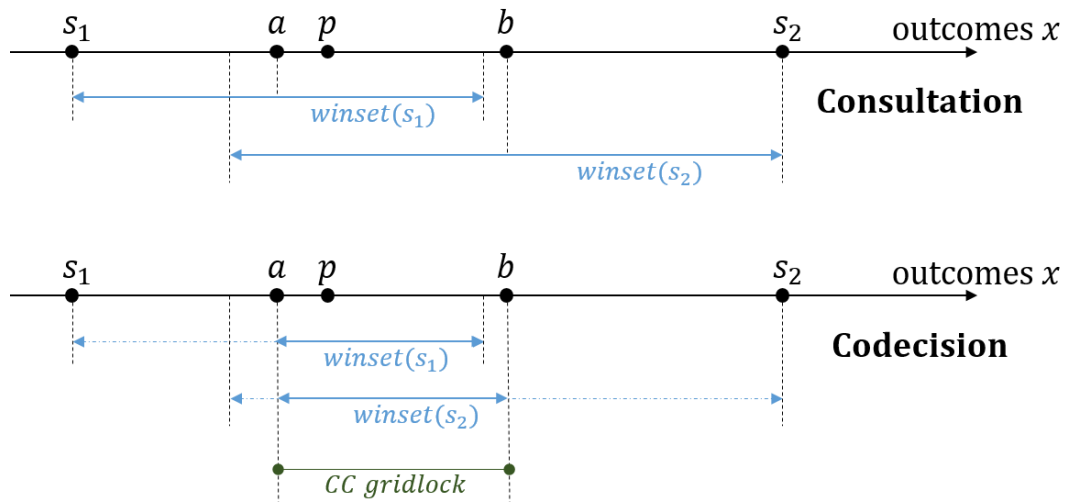 s₁ a p b s₂ outcomes x
winset(s₁)
Consultation
winset(s₂)
s₁ a p b s₂ outcomes x
winset(s₁)
Codecision
winset(s₂)
CC gridlock